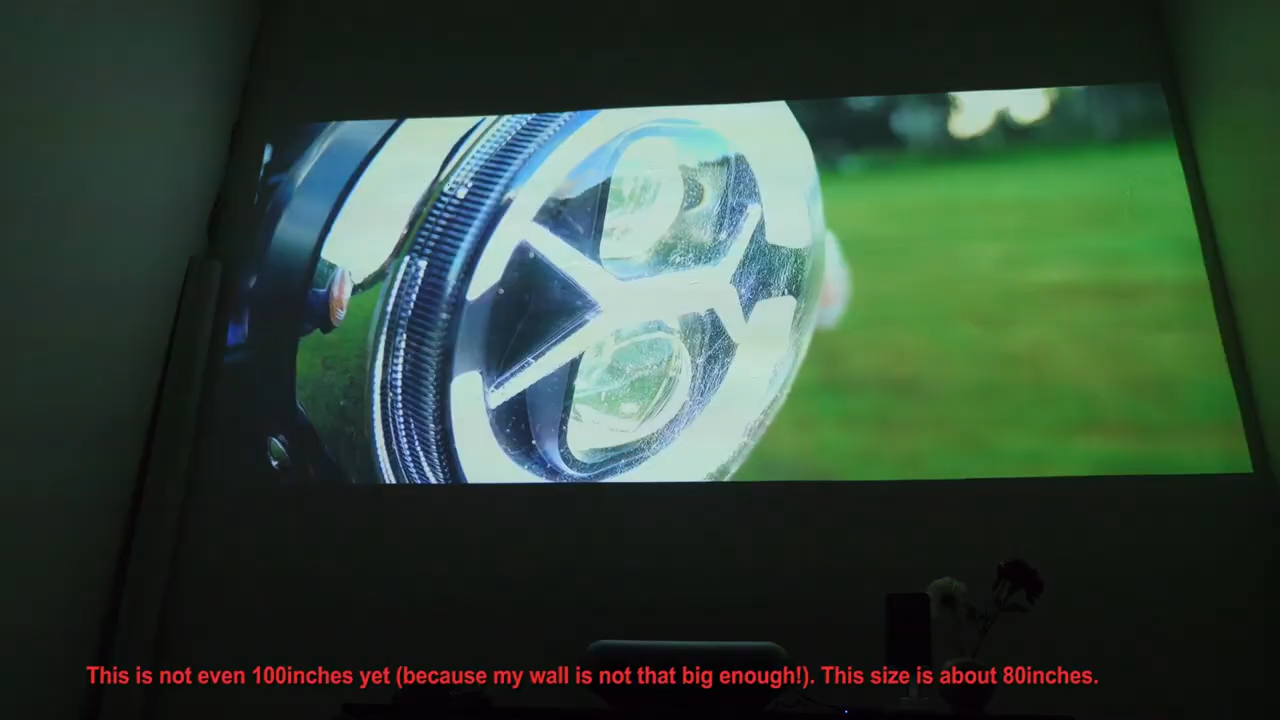 This is not even 100inches yet (because my wall is not that big enough!). This size is about 80inches.